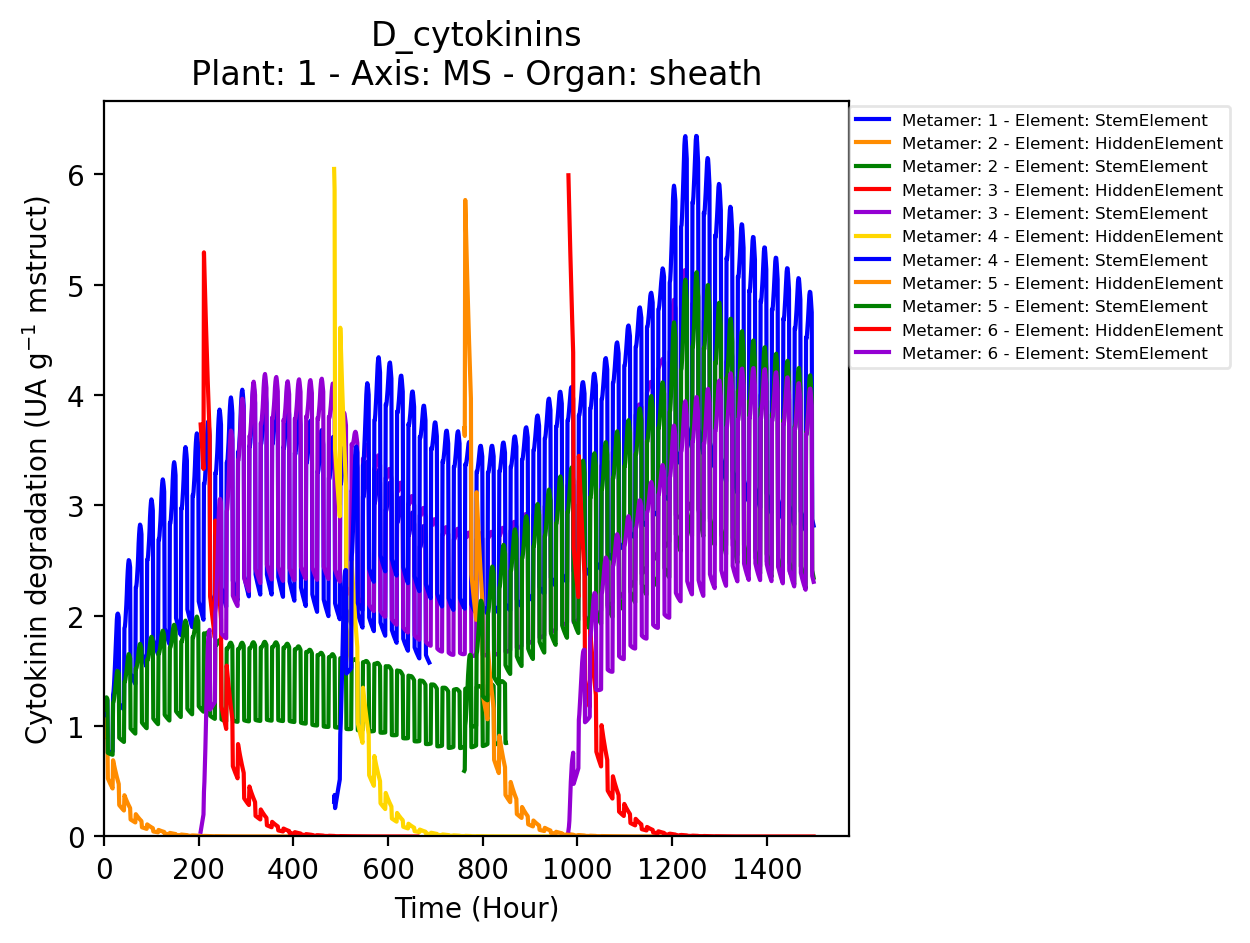 D_cytokinins
Plant: 1 - Axis: MS - Organ: sheath
Cytokinin degradation (UA g⁻¹ mstruct)
6
5
4
3
2
1
0
0 200 400 600 800 1000 1200 1400
Time (Hour)
Metamer: 1 - Element: StemElement
Metamer: 2 - Element: HiddenElement
Metamer: 2 - Element: StemElement
Metamer: 3 - Element: HiddenElement
Metamer: 3 - Element: StemElement
Metamer: 4 - Element: HiddenElement
Metamer: 4 - Element: StemElement
Metamer: 5 - Element: HiddenElement
Metamer: 5 - Element: StemElement
Metamer: 6 - Element: HiddenElement
Metamer: 6 - Element: StemElement